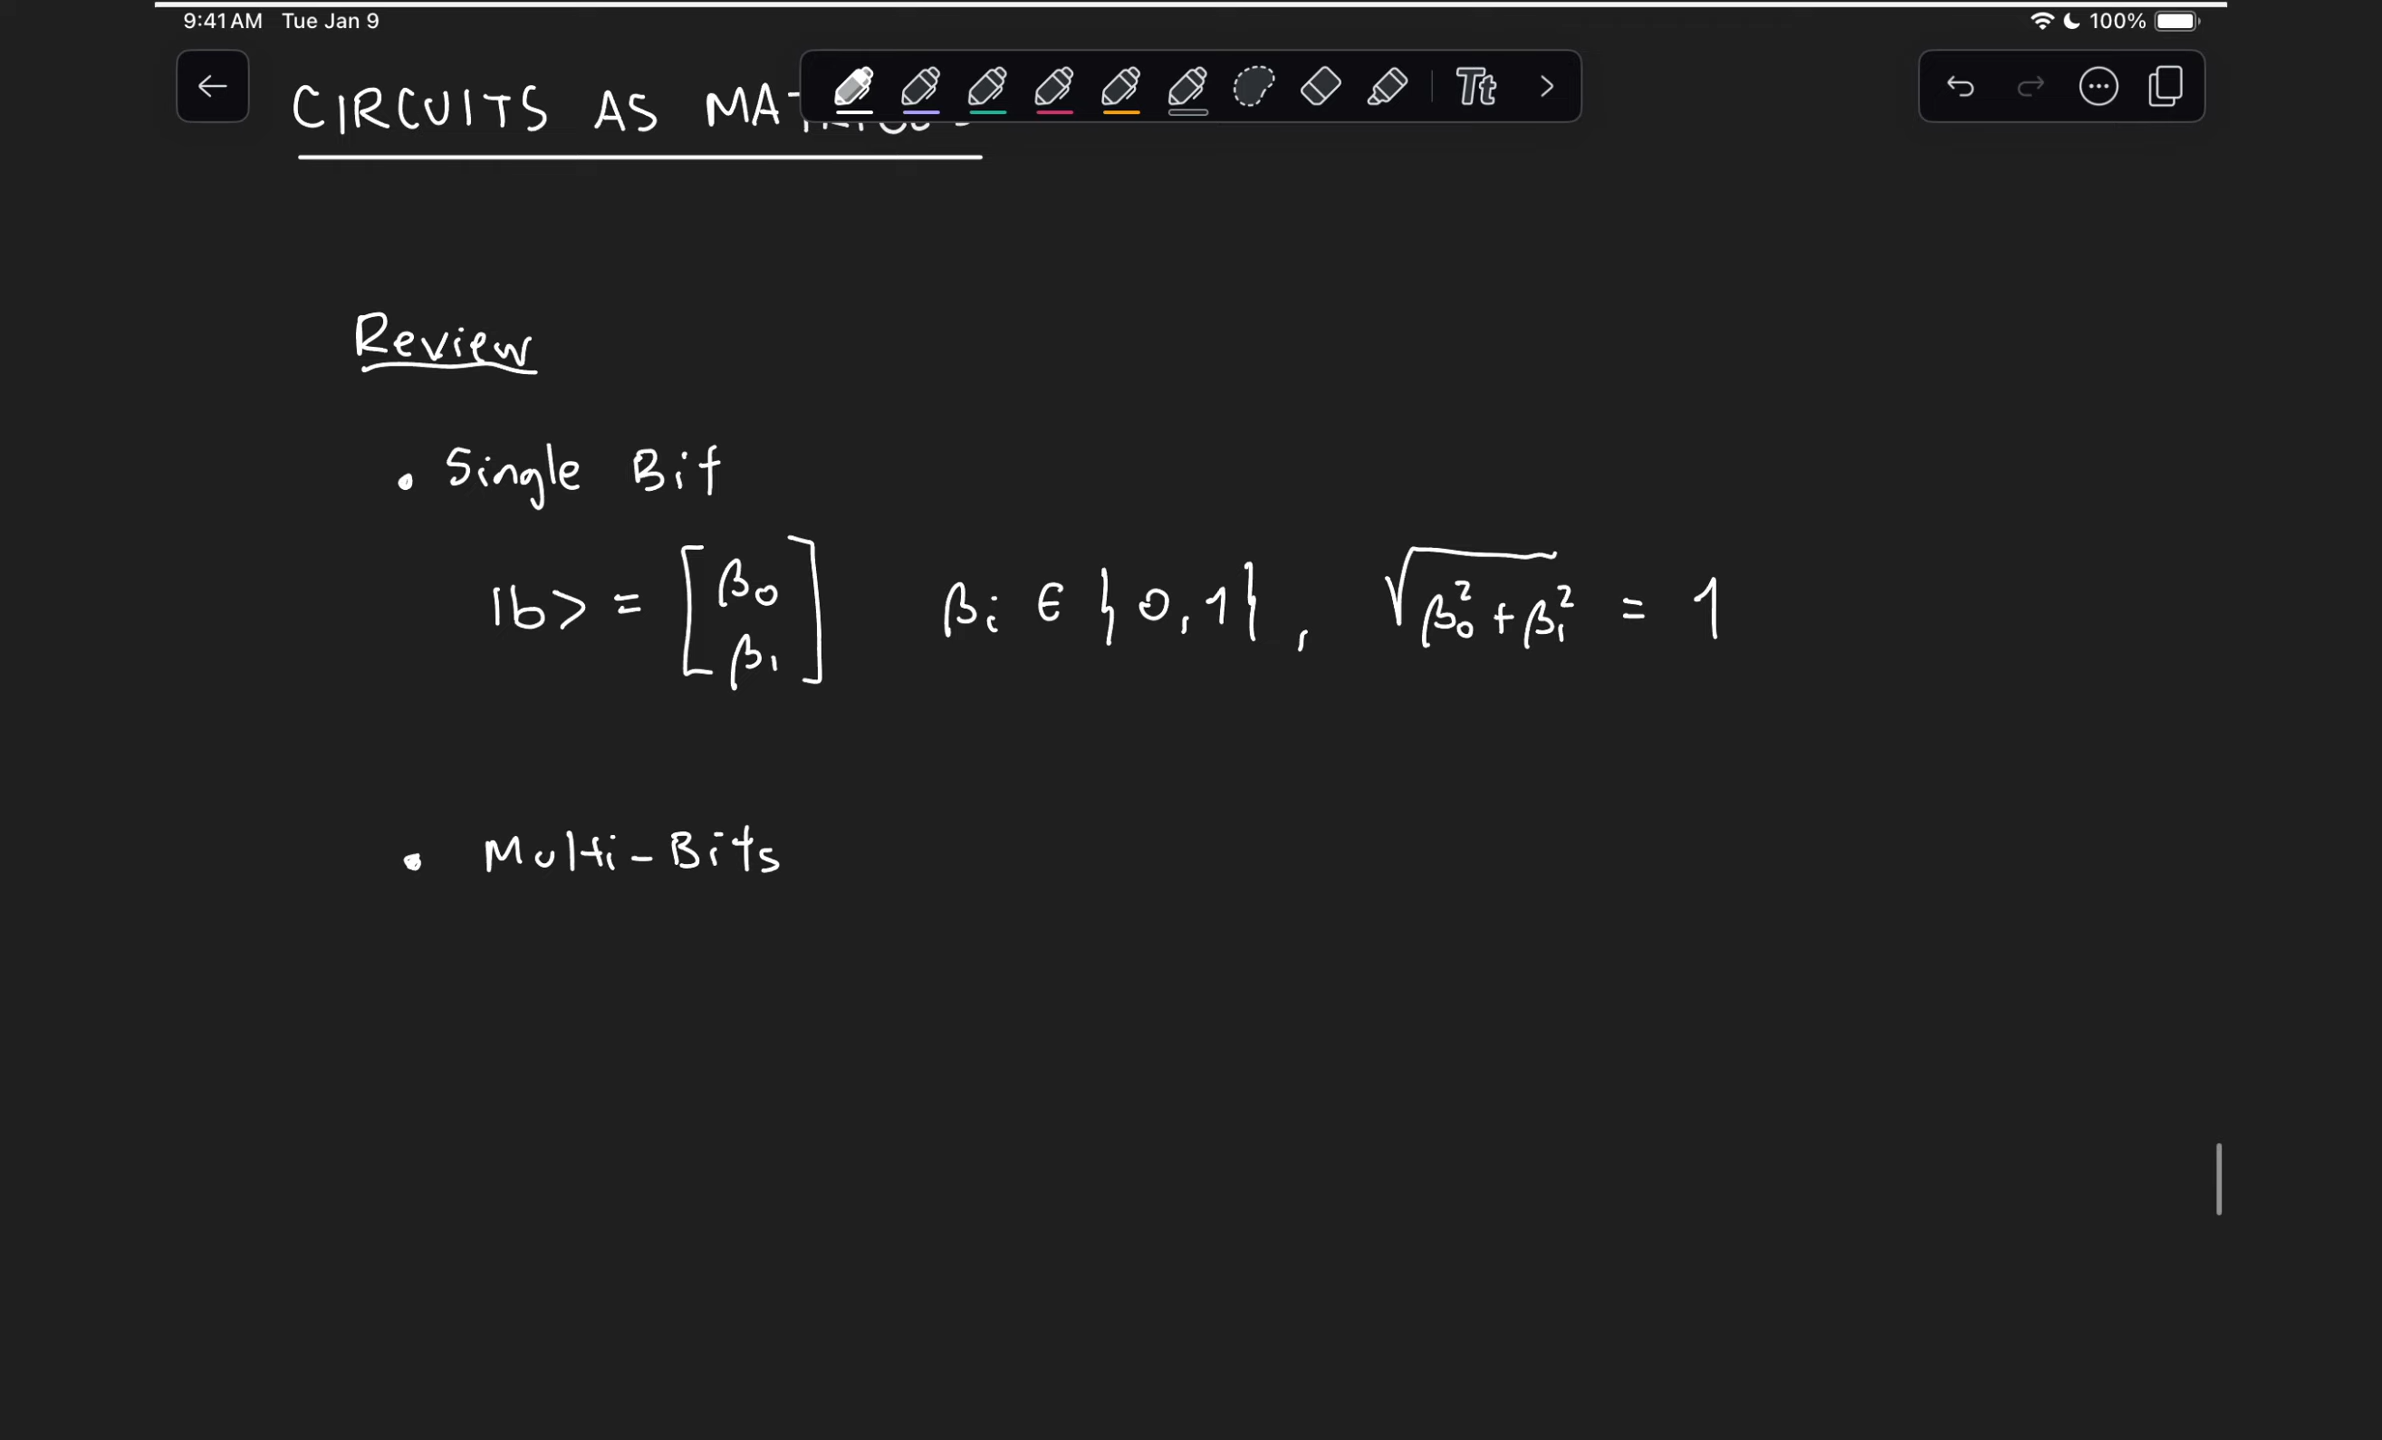 9:41 AM Tue Jan 9 100%
Tt
CIRCUITS AS
Review
• Single Bit
|b> = [β₀ β₁] βᵢ ∈ {0,1}, √β₀² + β₁² = 1
• Multi-Bits